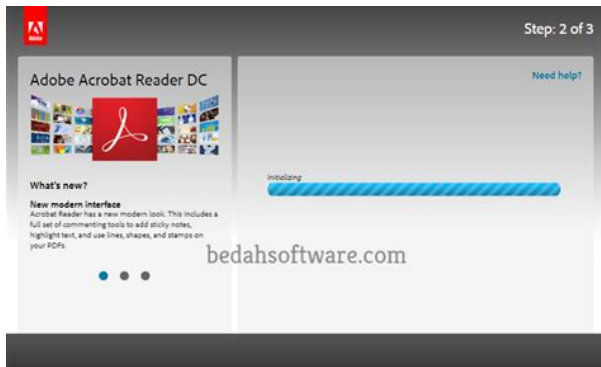 Adobe
Step: 2 of 3
Adobe Acrobat Reader DC
What's new?
New modern interface
Acrobat Reader has a new modern look. This includes a
full set of commenting tools to add sticky notes,
highlight text, and use lines, shapes, and stamps on
your PDFs.
Need help?
Initializing
bedahsoftware.com